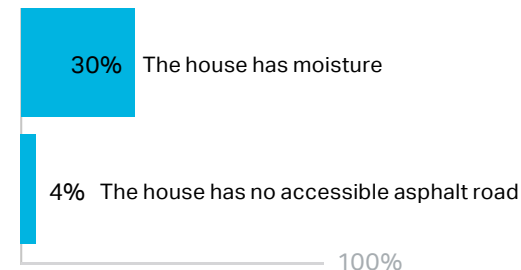 30% The house has moisture
4% The house has no accessible asphalt road
100%